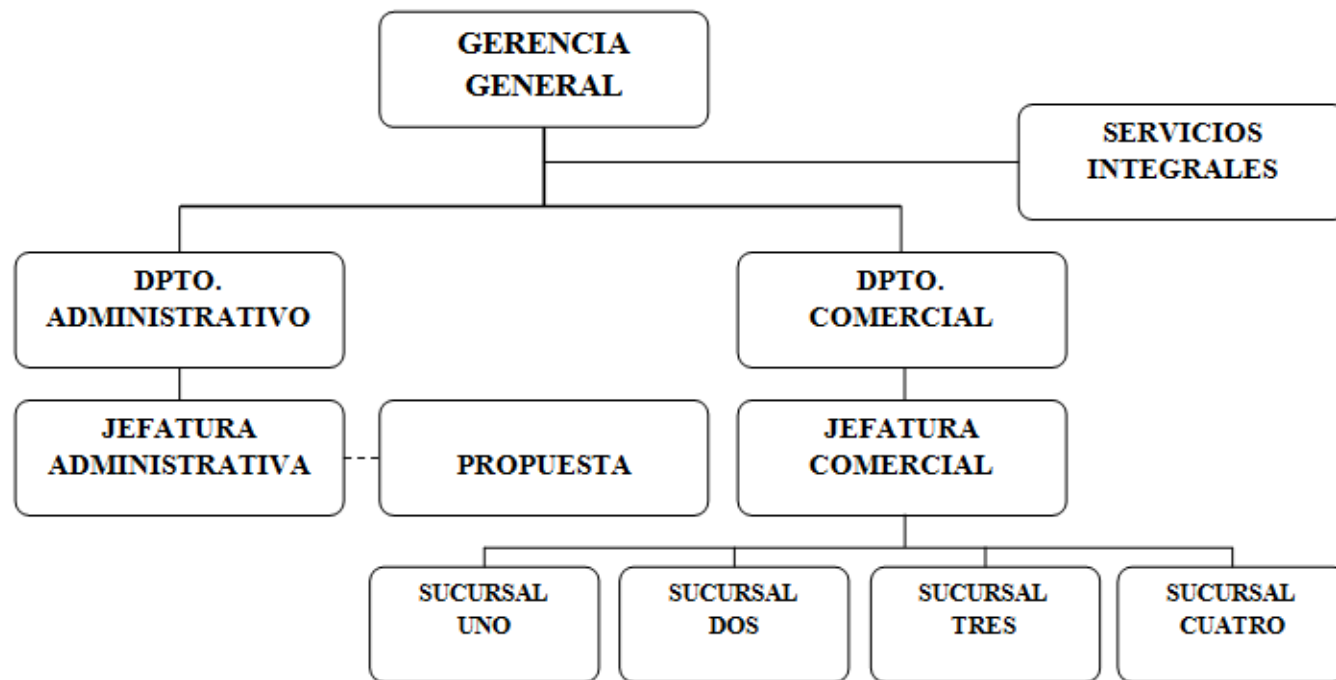 GERENCIA
GENERAL
SERVICIOS
INTEGRALES
DPTO.
ADMINISTRATIVO
DPTO.
COMERCIAL
JEFATURA
ADMINISTRATIVA
PROPUESTA
JEFATURA
COMERCIAL
SUCURSAL
UNO
SUCURSAL
DOS
SUCURSAL
TRES
SUCURSAL
CUATRO